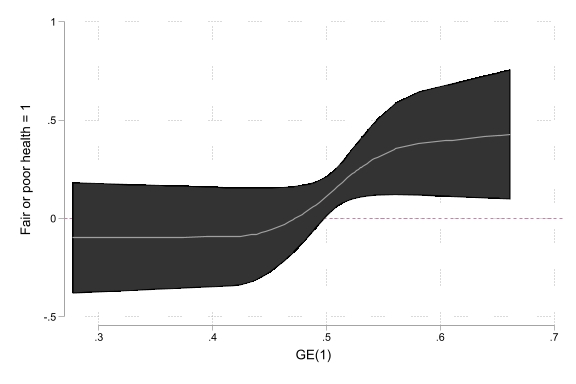 Fair or poor health = 1
1
.5
0
-.5
.3 .4 .5 .6 .7
GE(1)